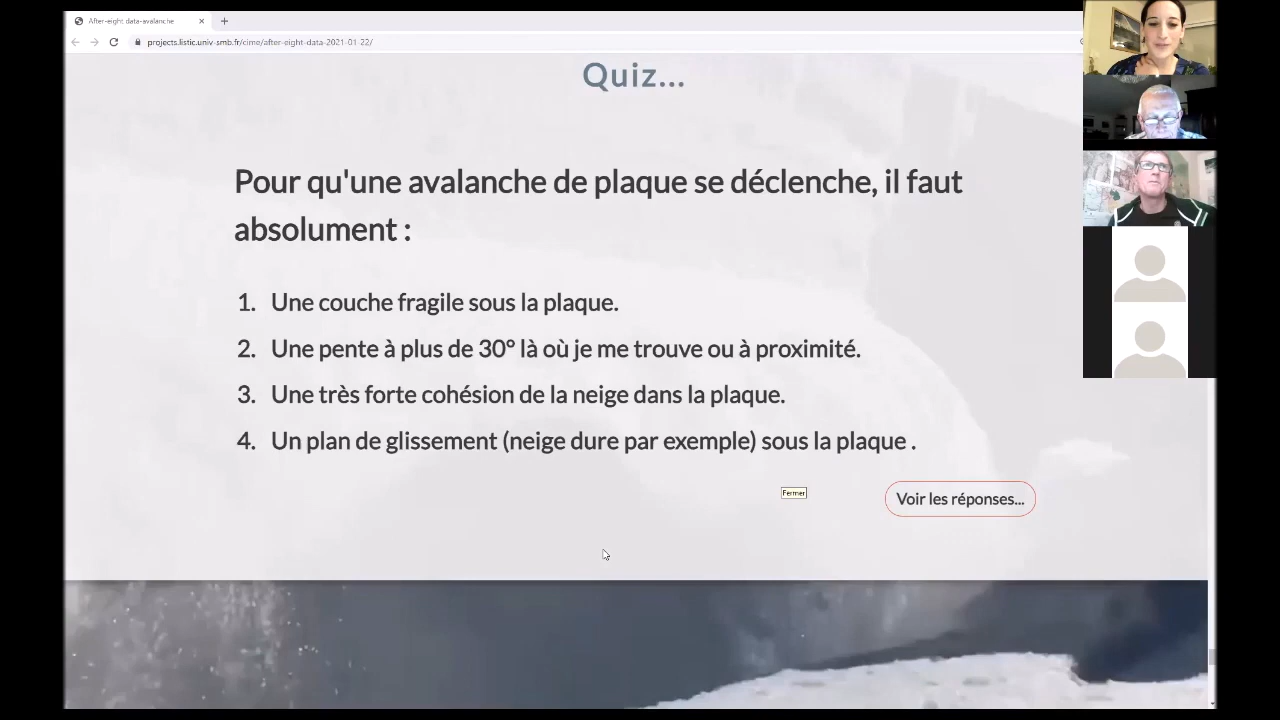 After-eight data-avalanche
projects.listic.univ-smb.fr/cime/after-eight-data-2021-01-22/
Quiz...
Pour qu'une avalanche de plaque se déclenche, il faut
absolument :
1. Une couche fragile sous la plaque.
2. Une pente à plus de 30° là où je me trouve ou à proximité.
3. Une très forte cohésion de la neige dans la plaque.
4. Un plan de glissement (neige dure par exemple) sous la plaque .
Fermer
Voir les réponses...